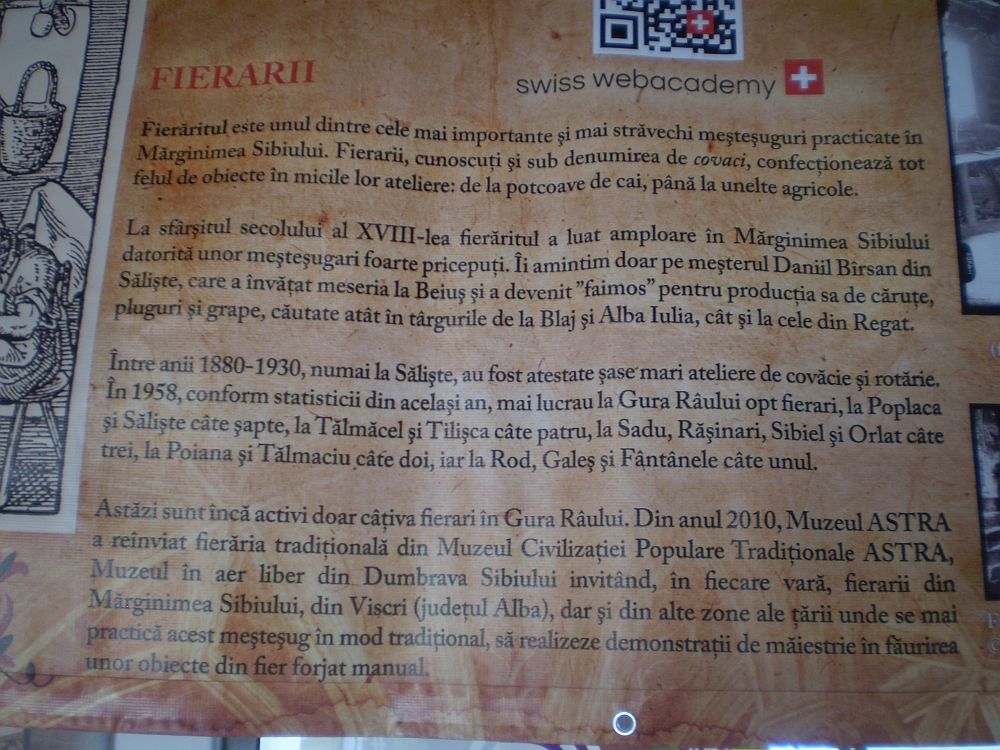 swiss webacademy
FIERARII
Fierăritul este unul dintre cele mai importante și mai străvechi meșteșuguri practicate în
Mărginimea Sibiului. Fierarii, cunoscuți și sub denumirea de covaci, confecționează tot
felul de obiecte în micile lor ateliere: de la potcoave de cai, până la unelte agricole.
La sfârșitul secolului al XVIII-lea fierăritul a luat amploare în Mărginimea Sibiului
datorită unor meșteșugari foarte pricepuți. Îi amintim doar pe meșterul Daniil Bîrsan din
Săliște, care a învățat meseria la Beiuș și a devenit ”faimos” pentru producția sa de căruțe,
pluguri și grape, căutate atât în târgurile de la Blaj și Alba Iulia, cât și la cele din Regat.
Între anii 1880-1930, numai la Săliște, au fost atestate șase mari ateliere de covăcie și rotărie.
În 1958, conform statisticii din același an, mai lucrau la Gura Râului opt fierari, la Poplaca
și Săliște câte șapte, la Tălmăcel și Tilișca câte patru, la Sadu, Rășinari, Sibiel și Orlat câte
trei, la Poiana și Tălmaciu câte doi, iar la Rod, Galeș și Fântânele câte unul.
Astăzi sunt încă activi doar câțiva fierari în Gura Râului. Din anul 2010, Muzeul ASTRA
a reînviat fierăria tradițională din Muzeul Civilizației Populare Tradiționale ASTRA,
Muzeul în aer liber din Dumbrava Sibiului invitând, în fiecare vară, fierarii din
Mărginimea Sibiului, din Viscri (județul Alba), dar și din alte zone ale țării unde se mai
practică acest meșteșug în mod tradițional, să realizeze demonstrații de măiestrie în făurirea
unor obiecte din fier forjat manual.